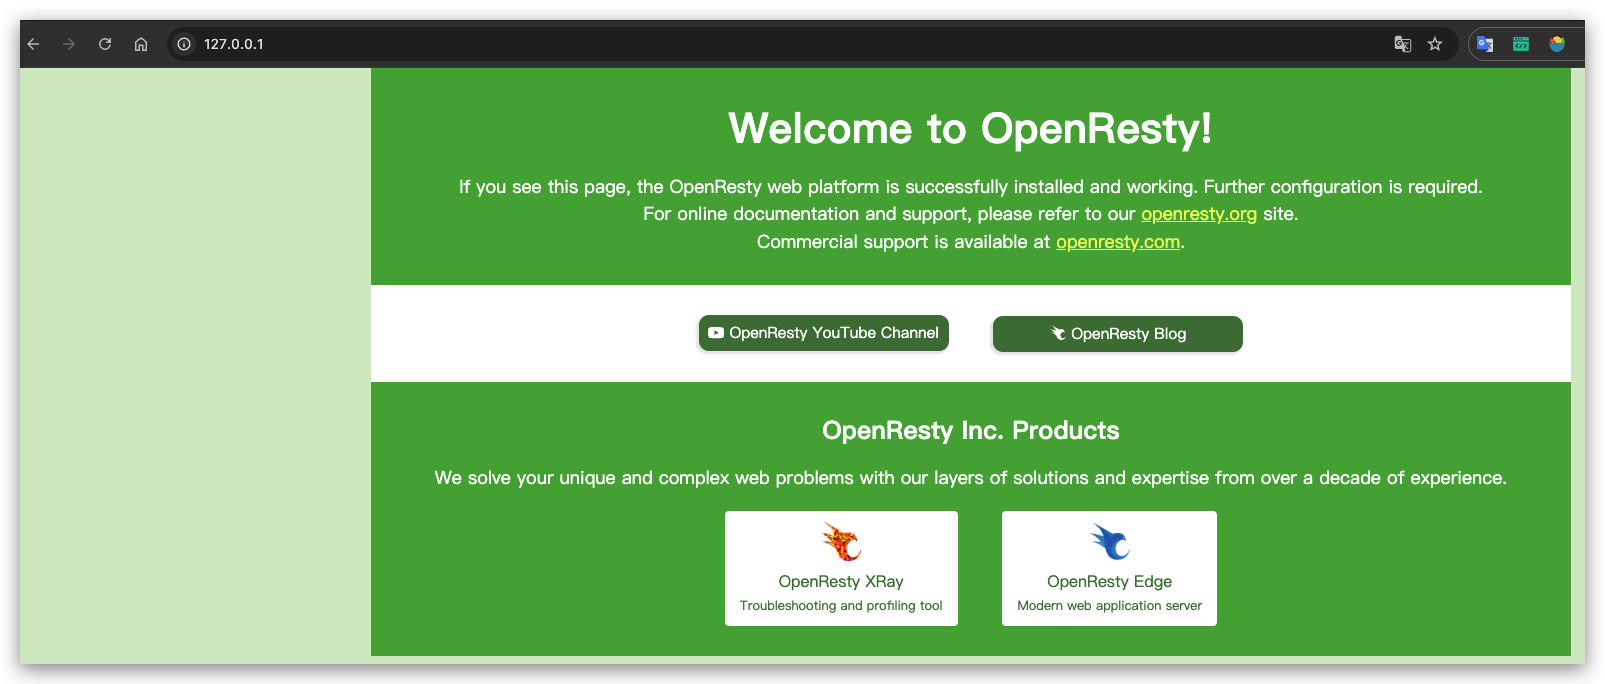 127.0.0.1
Welcome to OpenResty!
If you see this page, the OpenResty web platform is successfully installed and working. Further configuration is required.
For online documentation and support, please refer to our openresty.org site.
Commercial support is available at openresty.com.
OpenResty YouTube Channel
OpenResty Blog
OpenResty Inc. Products
We solve your unique and complex web problems with our layers of solutions and expertise from over a decade of experience.
OpenResty XRay
Troubleshooting and profiling tool
OpenResty Edge
Modern web application server